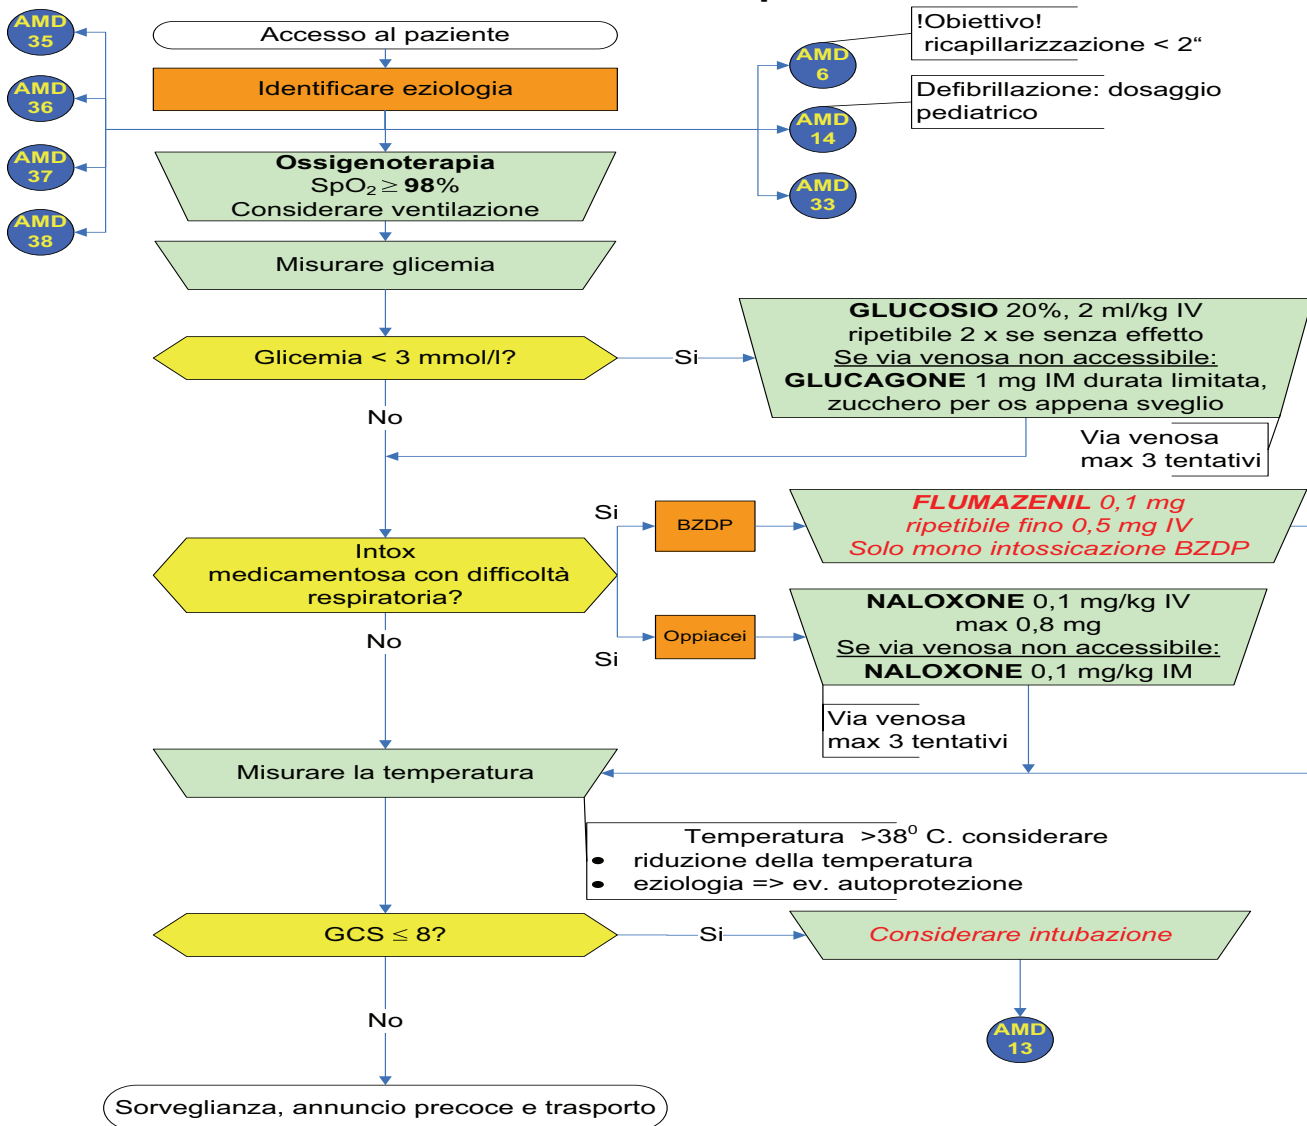 AMD
35
Accesso al paziente
!Obiettivo!
ricapillarizzazione < 2“
AMD
6
AMD
36
Identificare eziologia
Defibrillazione: dosaggio
pediatrico
AMD
14
AMD
37
Ossigenoterapia
SpO₂ ≥ 98%
Considerare ventilazione
AMD
33
AMD
38
Misurare glicemia
GLUCOSIO 20%, 2 ml/kg IV
ripetibile 2 x se senza effetto
Se via venosa non accessibile:
GLUCAGONE 1 mg IM durata limitata,
zucchero per os appena sveglio
Glicemia < 3 mmol/l?
Si
No
Via venosa
max 3 tentativi
Si
BZDP
FLUMAZENIL 0,1 mg
ripetibile fino 0,5 mg IV
Solo mono intossicazione BZDP
Intox
medicamentosa con difficoltà
respiratoria?
Si
Oppiacei
NALOXONE 0,1 mg/kg IV
max 0,8 mg
Se via venosa non accessibile:
NALOXONE 0,1 mg/kg IM
No
Via venosa
max 3 tentativi
Misurare la temperatura
Temperatura >38⁰ C. considerare
• riduzione della temperatura
• eziologia => ev. autoprotezione
GCS ≤ 8?
Si
Considerare intubazione
No
AMD
13
Sorveglianza, annuncio precoce e trasporto